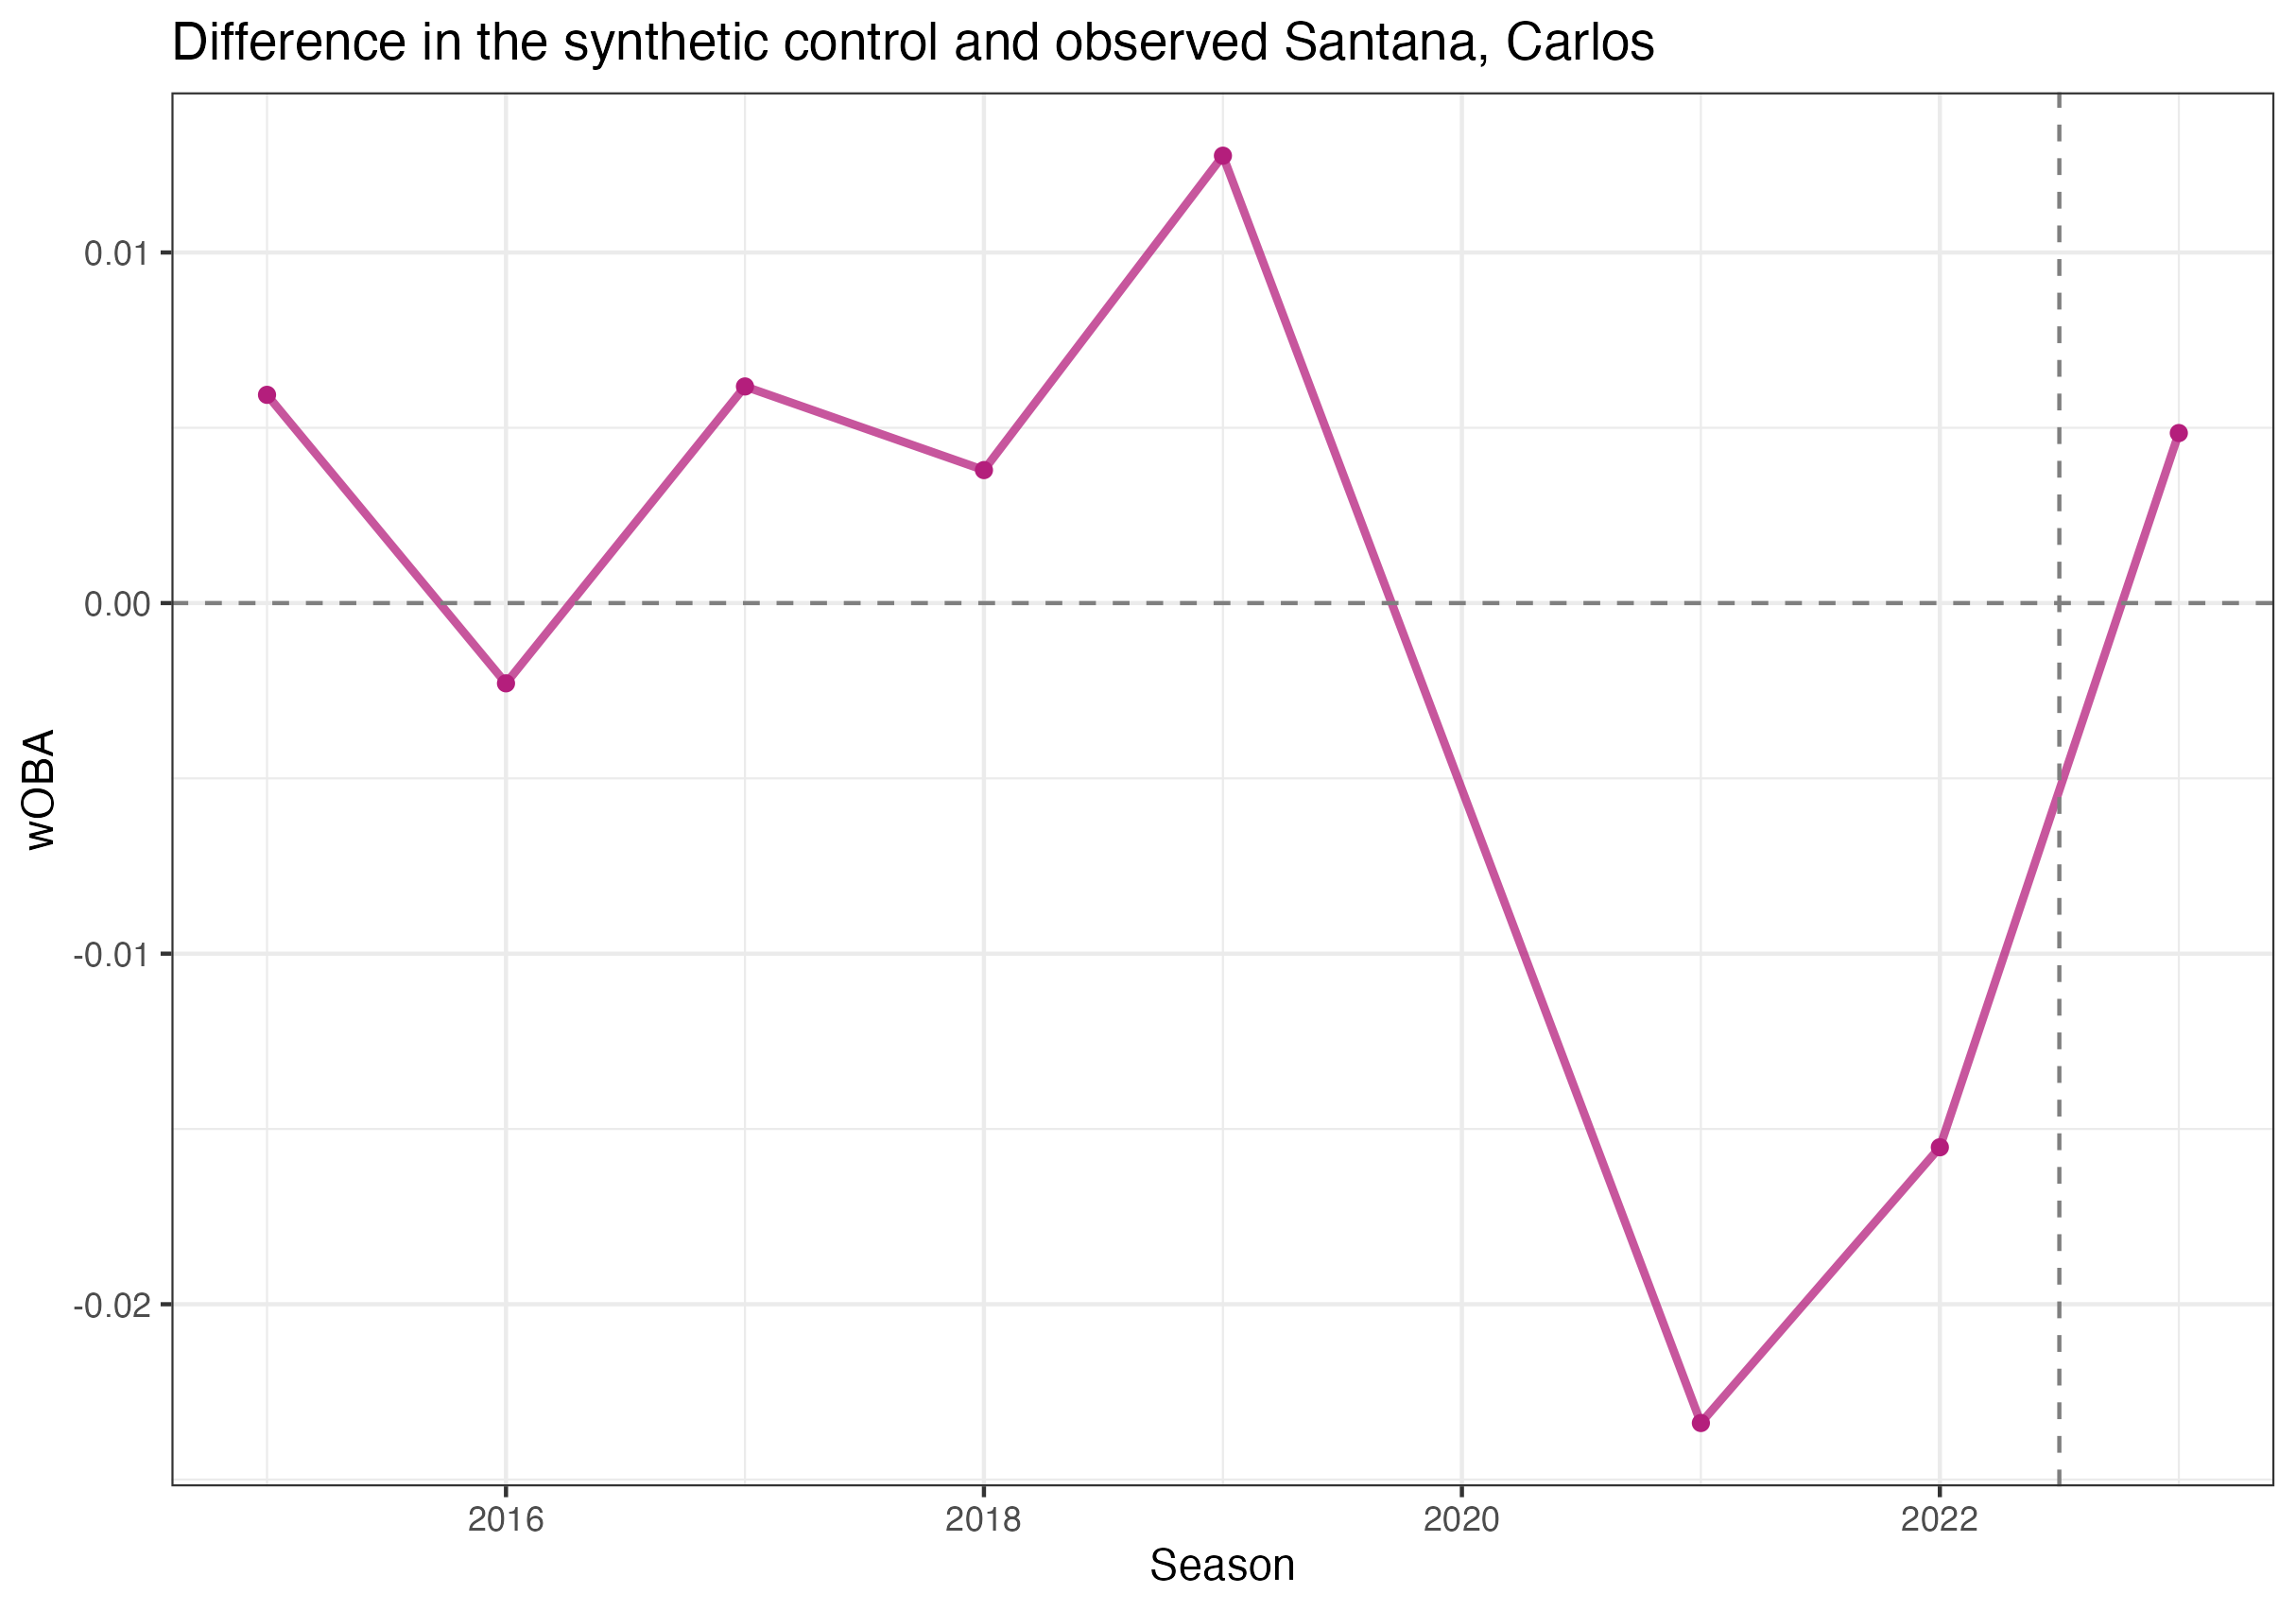 Difference in the synthetic control and observed Santana, Carlos
0.01
0.00
-0.01
-0.02
wOBA
2016 2018 2020 2022
Season